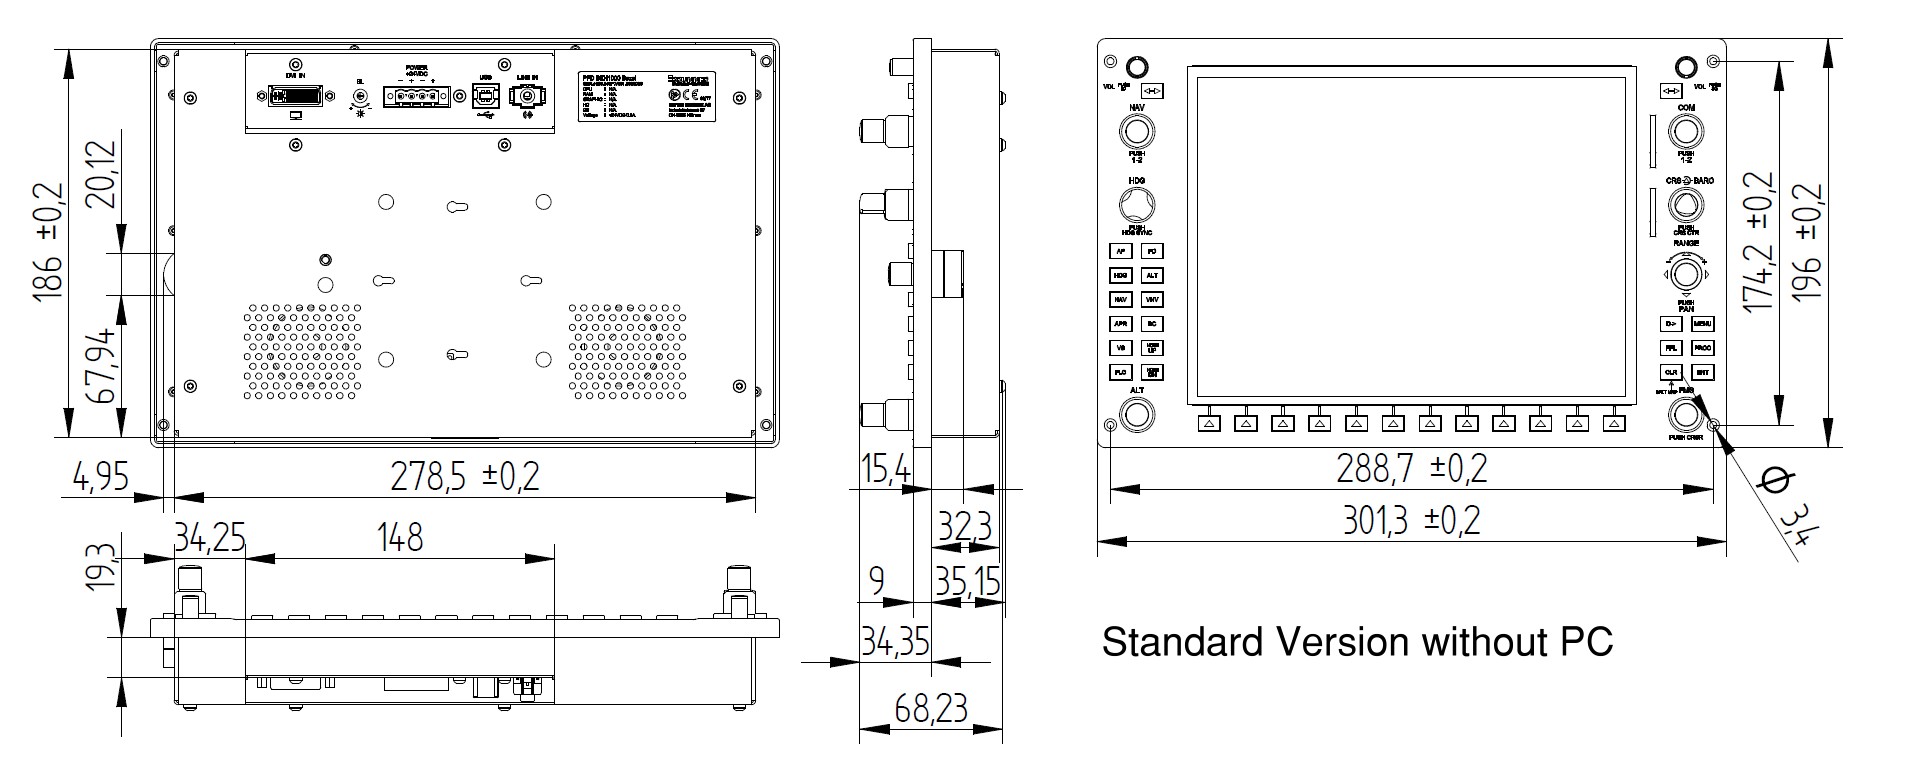 DVI IN
BL
POWER
+24VDC
- + - +
USB
LINE IN
186 ±0,2
20,12
67,94
4,95
278,5 ±0,2
34,25
148
19,3
15,4
32,3
9
35,15
34,35
68,23
VOL
NAV
PUSH
1-2
HDG
PUSH
HDG SYNC
AP
FD
HDG
ALT
NAV
VNV
APR
BC
VS
UP
FLC
ALT
VOL
COM
PUSH
1-2
CRS
BARO
PUSH
CRS CTR
RANGE
- +
PUSH
PAN
D->
MENU
FPL
PROC
CLR
ENT
FMS
PUSH CRSR
174,2 ±0,2
196 ±0,2
288,7 ±0,2
301,3 ±0,2
Ø 3,4
Standard Version without PC